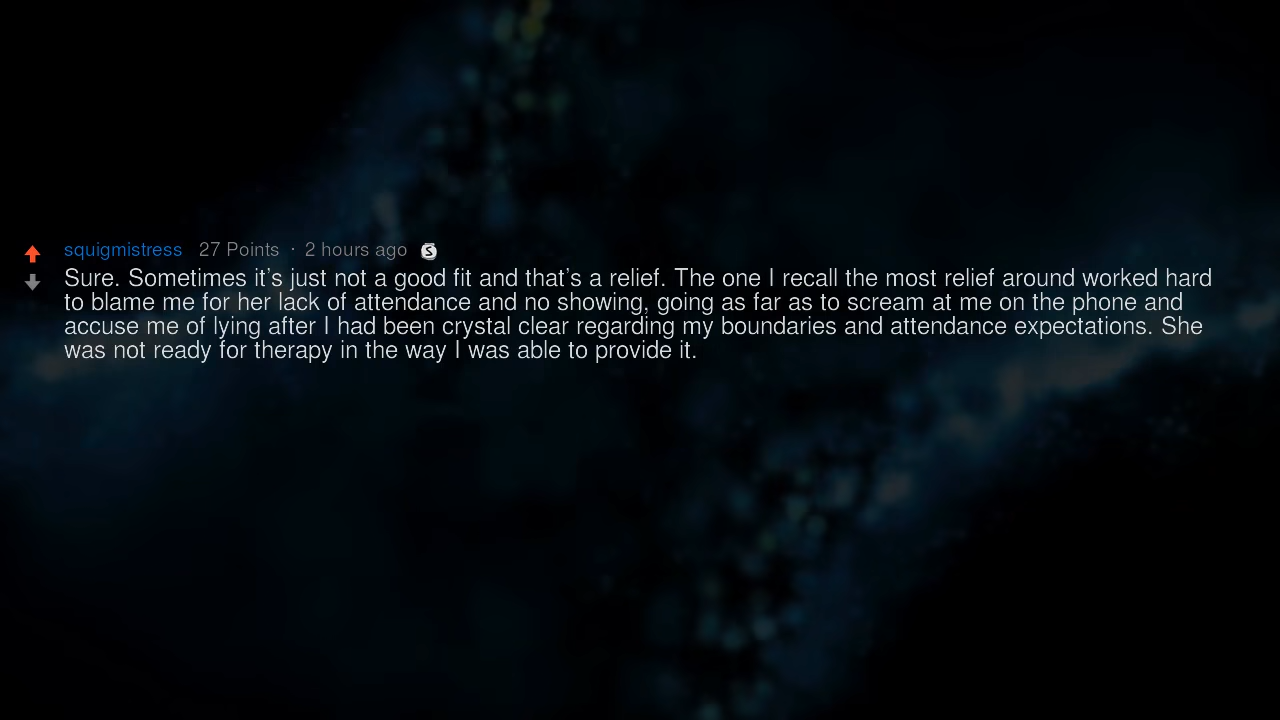 squigmistress 27 Points · 2 hours ago S
Sure. Sometimes it's just not a good fit and that's a relief. The one I recall the most relief around worked hard
to blame me for her lack of attendance and no showing, going as far as to scream at me on the phone and
accuse me of lying after I had been crystal clear regarding my boundaries and attendance expectations. She
was not ready for therapy in the way I was able to provide it.